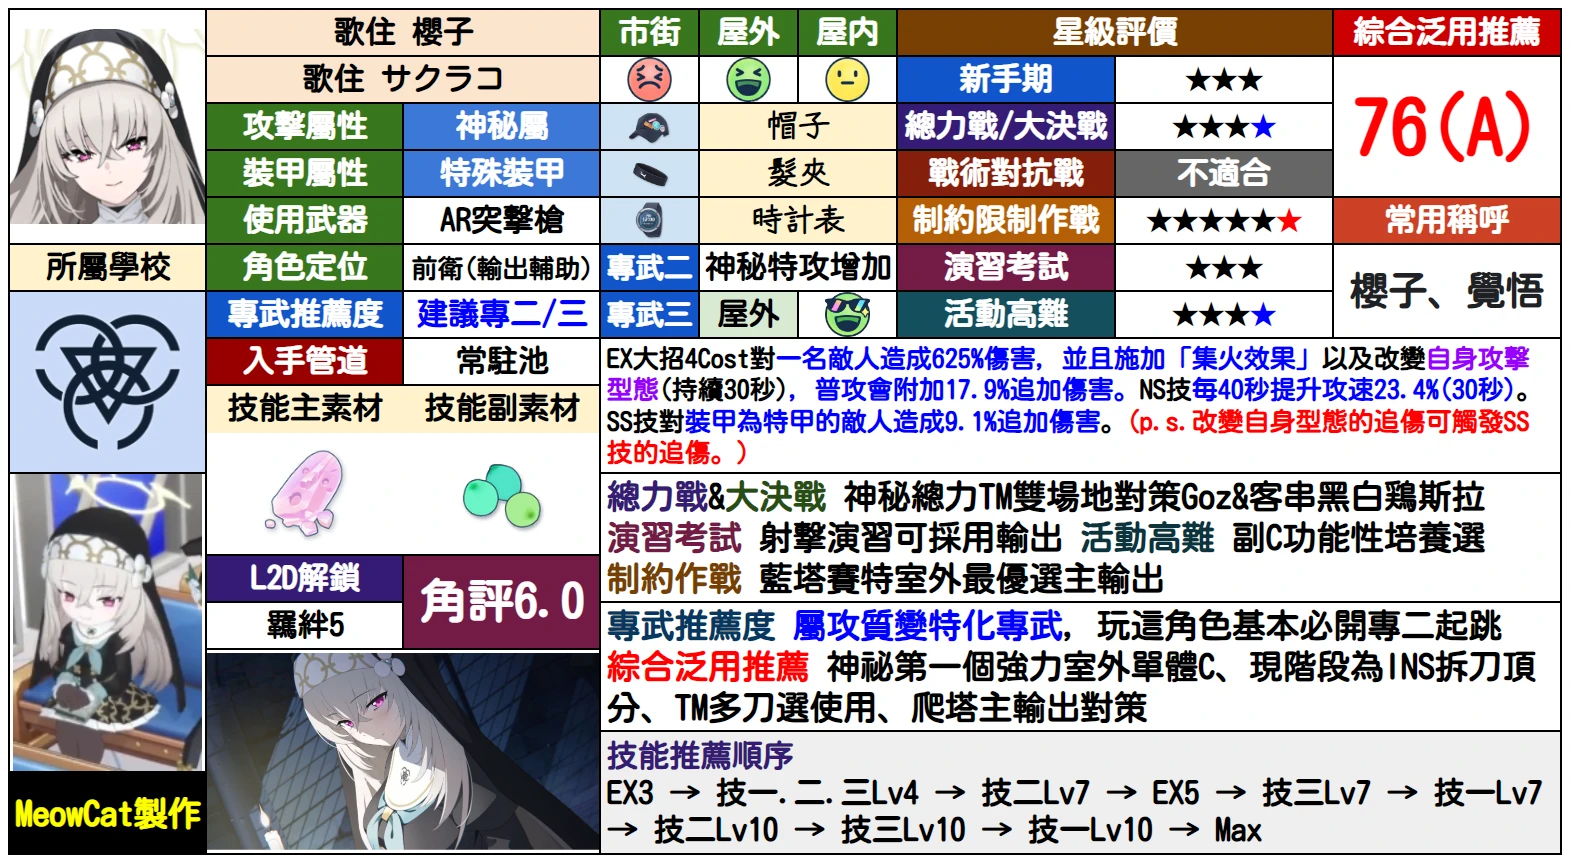 歌住 櫻子
歌住 サクラコ
攻擊屬性 神秘屬
裝甲屬性 特殊裝甲
使用武器 AR突擊槍
所屬學校
角色定位 前衛(輸出輔助)
專武推薦度 建議專二/三
入手管道 常駐池
技能主素材 技能副素材
L2D解鎖
羈絆5
角評6.0
MeowCat製作
市街 屋外 屋内
帽子
髮夾
時計表
專武二 神秘特攻增加
專武三 屋外
星級評價
新手期 ★★★
總力戰/大決戰 ★★★★
戰術對抗戰 不適合
制約限制作戰 ★★★★★★
演習考試 ★★★
活動高難 ★★★★
綜合泛用推薦
76(A)
常用稱呼
櫻子、覺悟
EX大招4Cost對一名敵人造成625%傷害, 並且施加「集火效果」以及改變自身攻擊
型態(持續30秒), 普攻會附加17.9%追加傷害。NS技每40秒提升攻速23.4%(30秒)。
SS技對裝甲為特甲的敵人造成9.1%追加傷害。(p.s.改變自身型態的追傷可觸發SS
技的追傷。)
總力戰&大決戰 神秘總力TM雙場地對策Goz&客串黑白鶏斯拉
演習考試 射擊演習可採用輸出 活動高難 副C功能性培養選
制約作戰 藍塔賽特室外最優選主輸出
專武推薦度 屬攻質變特化專武, 玩這角色基本必開專二起跳
綜合泛用推薦 神祕第一個強力室外單體C、現階段為INS拆刀頂
分、TM多刀選使用、爬塔主輸出對策
技能推薦順序
EX3 → 技一.二.三Lv4 → 技二Lv7 → EX5 → 技三Lv7 → 技一Lv7
→ 技二Lv10 → 技三Lv10 → 技一Lv10 → Max